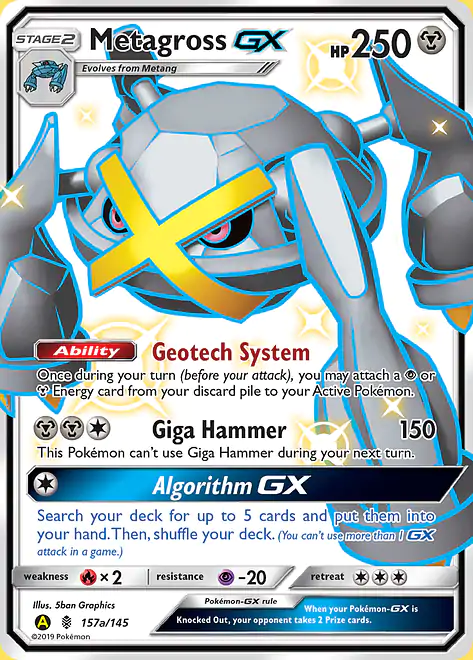 STAGE2 Metagross GX HP250
Evolves from Metang
Ability Geotech System
Once during your turn (before your attack), you may attach a or
Energy card from your discard pile to your Active Pokémon.
Giga Hammer 150
This Pokémon can't use Giga Hammer during your next turn.
Algorithm GX
Search your deck for up to 5 cards and put them into
your hand.Then, shuffle your deck. (You can't use more than 1 GX
attack in a game.)
weakness × 2 resistance -20 retreat
Illus. 5ban Graphics
Pokémon-GX rule
When your Pokémon-GX is
Knocked Out, your opponent takes 2 Prize cards.
A 157a/145
©2019 Pokémon